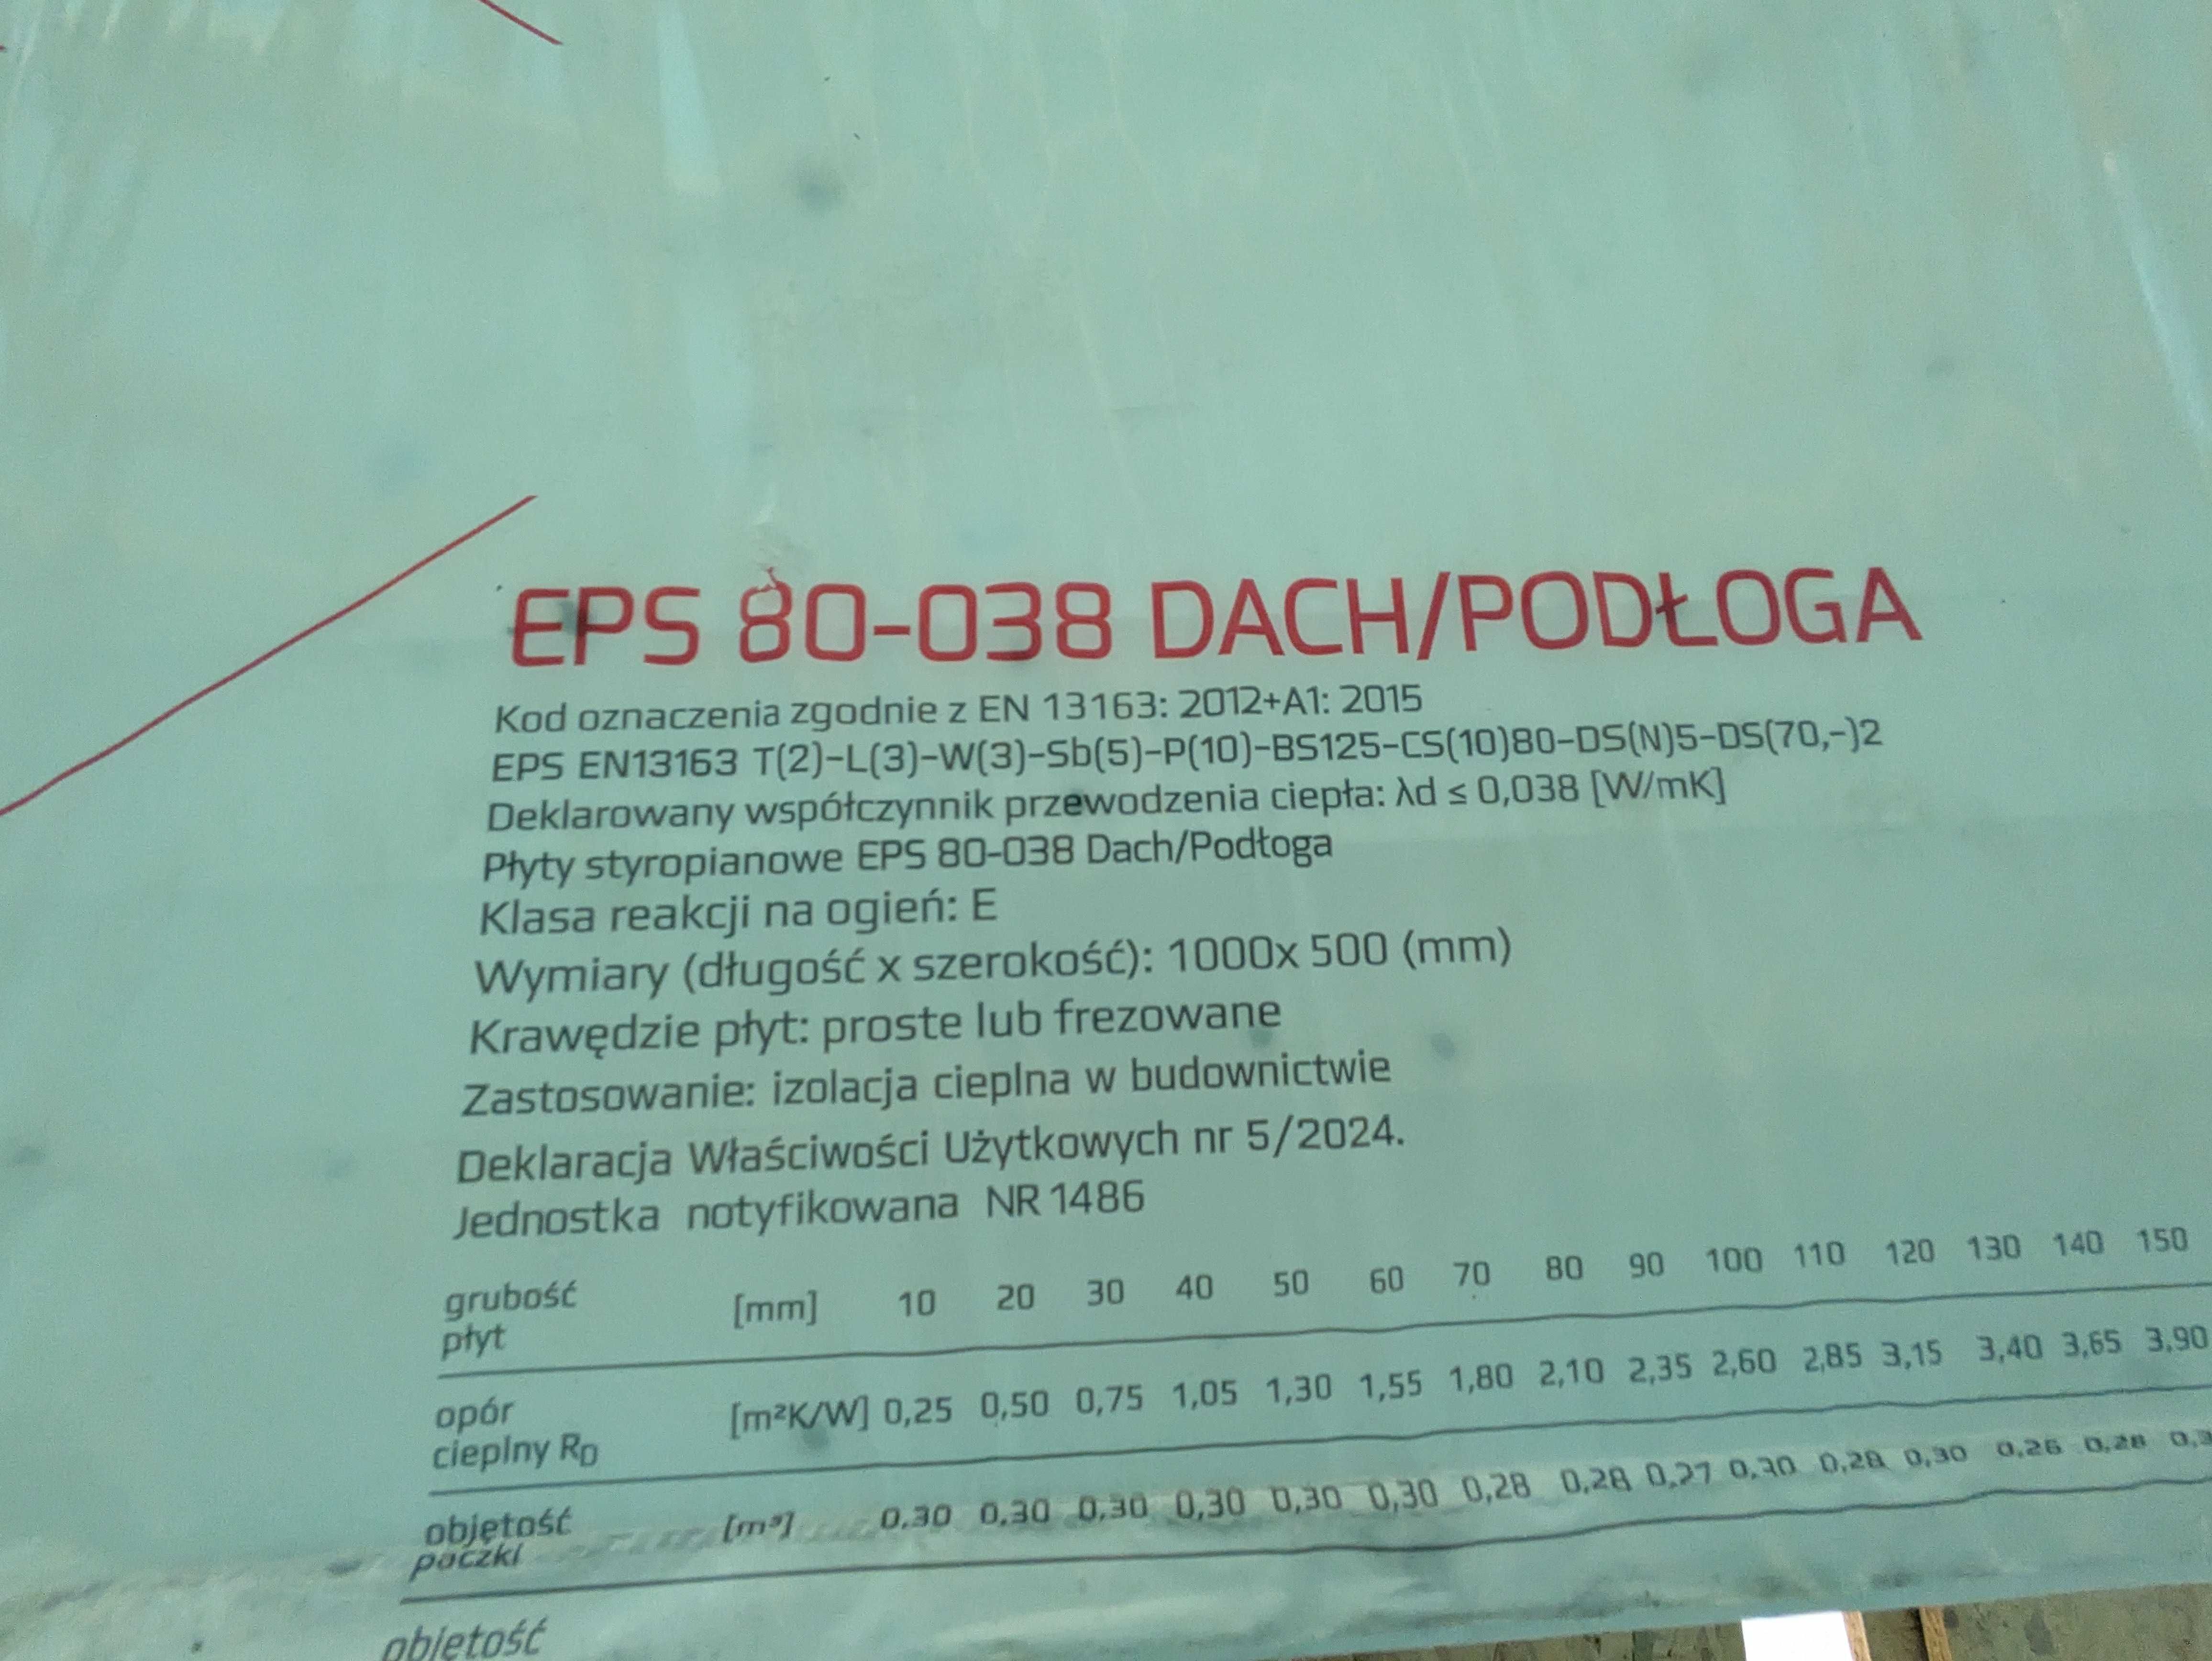 EPS 80-038 DACH/PODŁOGA
Kod oznaczenia zgodnie z EN 13163: 2012+A1: 2015
EPS EN13163 T(2)-L(3)-W(3)-Sb(5)-P(10)-BS125-CS(10)80-DS(N)5-DS(70,-)2
Deklarowany współczynnik przewodzenia ciepła: λd ≤ 0,038 [W/mK]
Płyty styropianowe EPS 80-038 Dach/Podłoga
Klasa reakcji na ogień: E
Wymiary (długość x szerokość): 1000x 500 (mm)
Krawędzie płyt: proste lub frezowane
Zastosowanie: izolacja cieplna w budownictwie
Deklaracja Właściwości Użytkowych nr 5/2024.
Jednostka notyfikowana NR 1486
grubość
płyt [mm] 10 20 30 40 50 60 70 80 90 100 110 120 130 140 150
opór
cieplny RD [m²K/W] 0,25 0,50 0,75 1,05 1,30 1,55 1,80 2,10 2,35 2,60 2,85 3,15 3,40 3,65 3,90
objętość
paczki [m³] 0,30 0,30 0,30 0,30 0,30 0,30 0,28 0,28 0,27 0,30 0,28 0,30 0,26 0,28
objętość